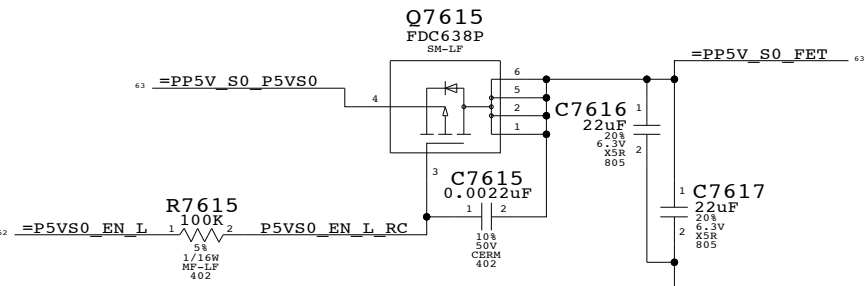 Q7615
FDC638P
SM-LF
63 =PP5V_S0_P5VS0
4
6
5
2
1
3
=PP5V_S0_FET 63
C7616
22uF
20%
6.3V
X5R
805
1
2
C7617
22uF
20%
6.3V
X5R
805
1
2
C7615
0.0022uF
1 2
10%
50V
CERM
402
R7615
100K
=P5VS0_EN_L 1 2 P5VS0_EN_L_RC
5%
1/16W
MF-LF
402